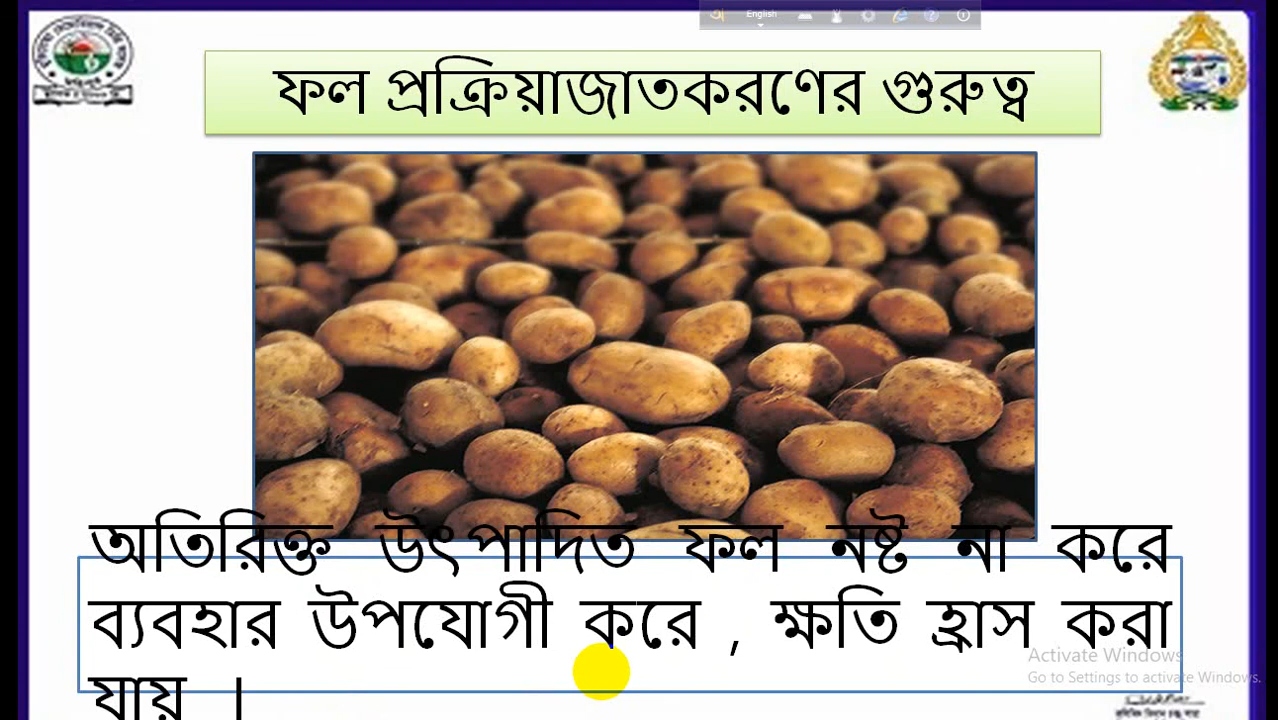 অ
English
ফল প্রক্রিয়াজাতকরণের গুরুত্ব
অতিরিক্ত উৎপাদিত ফল নষ্ট না করে
ব্যবহার উপযোগী করে , ক্ষতি হ্রাস করা
যায় ।
Activate Windows
Go to Settings to activate Windows.